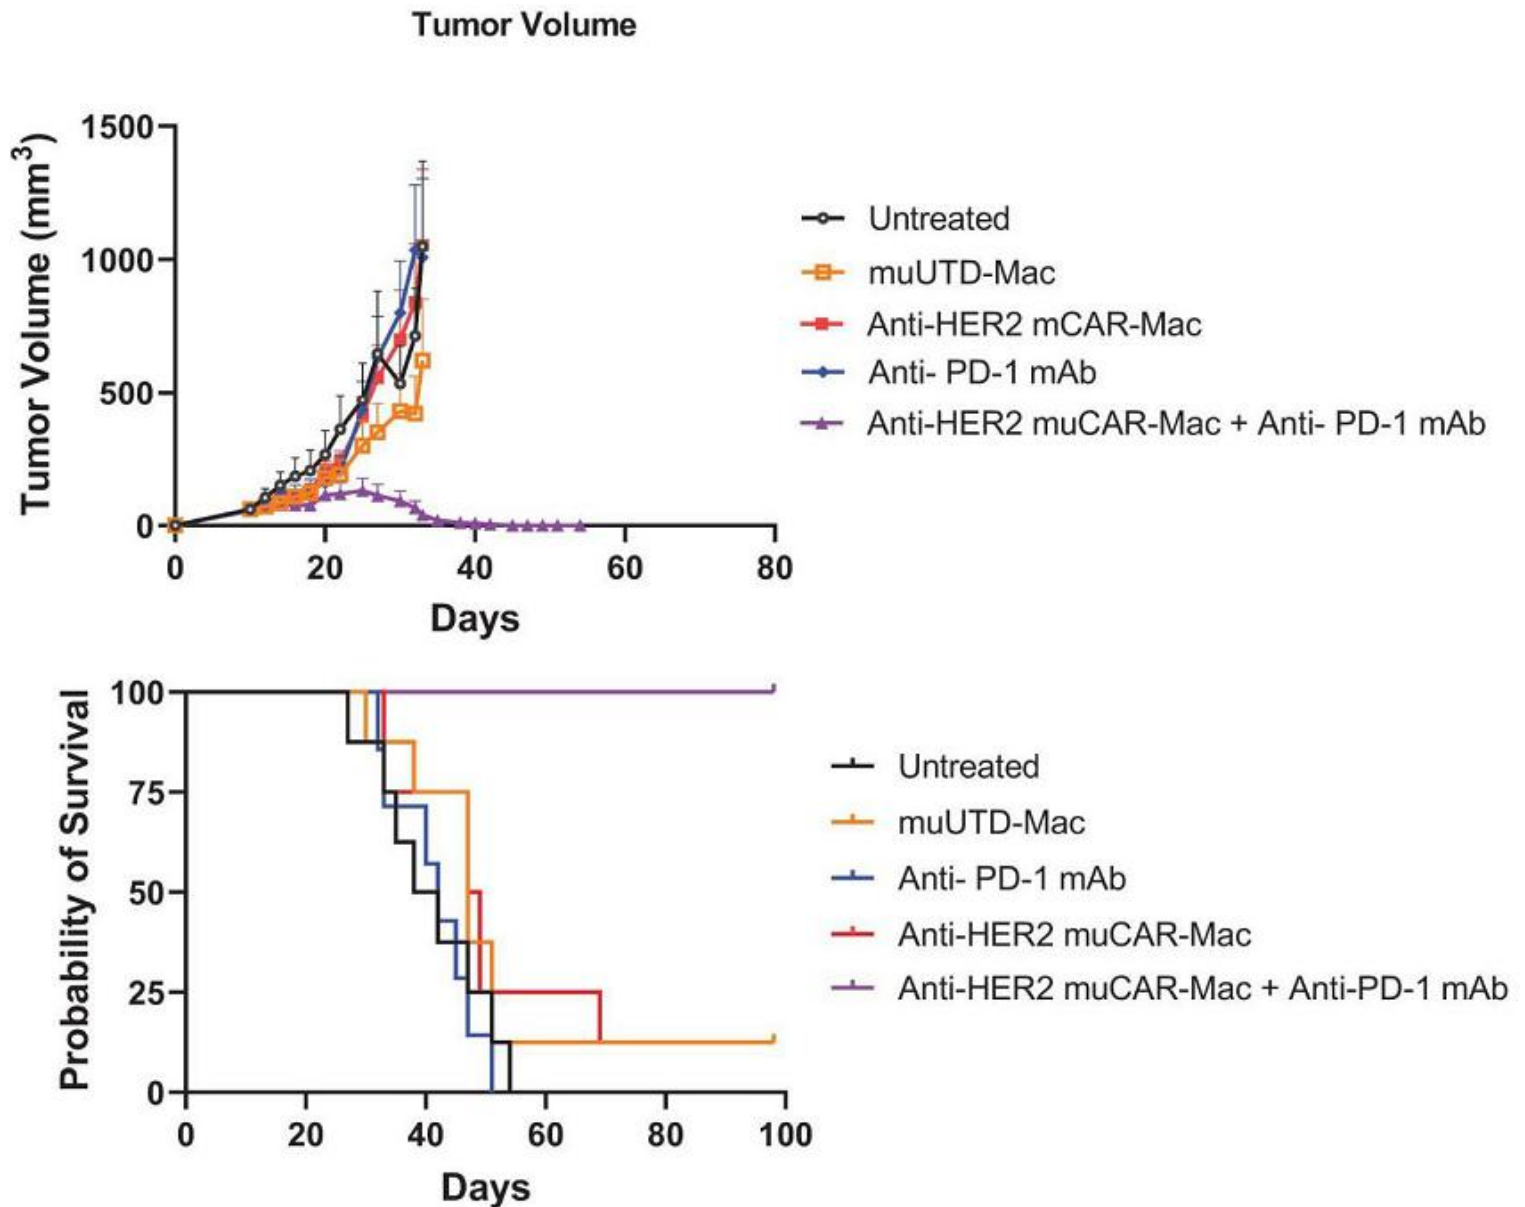 Tumor Volume
Tumor Volume (mm³)
1500
1000
500
0
0 20 40 60 80
Days
Untreated
muUTD-Mac
Anti-HER2 mCAR-Mac
Anti- PD-1 mAb
Anti-HER2 muCAR-Mac + Anti- PD-1 mAb
Probability of Survival
100
75
50
25
0
0 20 40 60 80 100
Days
Untreated
muUTD-Mac
Anti- PD-1 mAb
Anti-HER2 muCAR-Mac
Anti-HER2 muCAR-Mac + Anti-PD-1 mAb